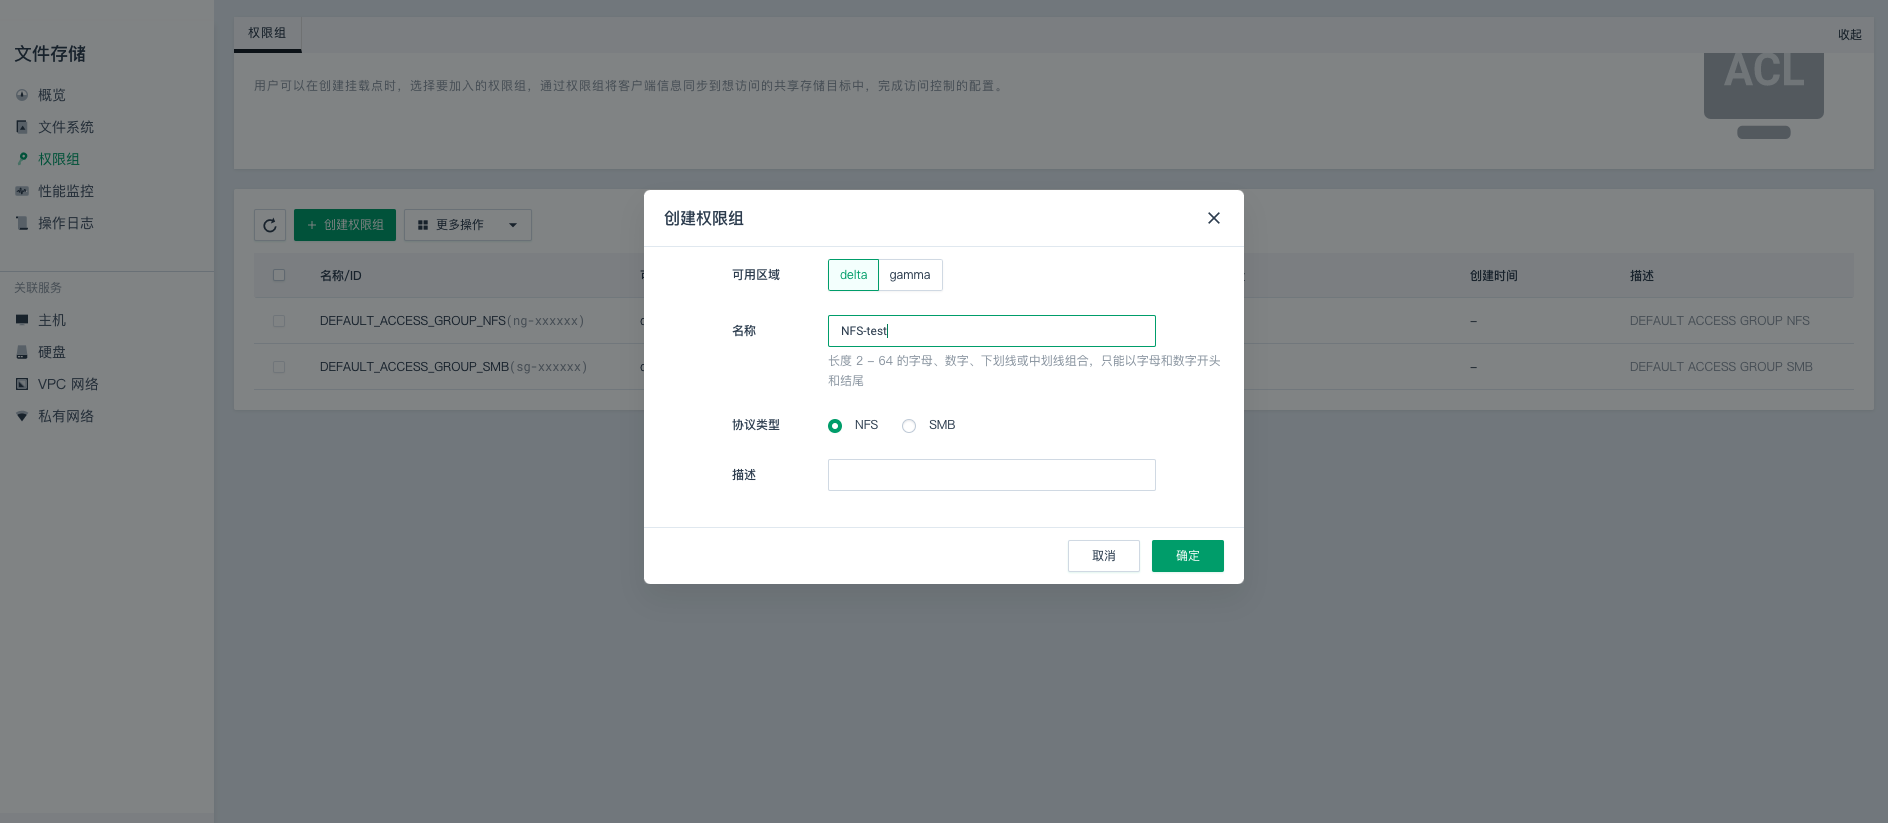 文件存储
概览
文件系统
权限组
性能监控
操作日志
关联服务
主机
硬盘
VPC 网络
私有网络
权限组
收起
用户可以在创建挂载点时，选择要加入的权限组，通过权限组将客户端信息同步到想访问的共享存储目标中，完成访问控制的配置。
ACL
+ 创建权限组
更多操作
名称/ID
创建时间
描述
DEFAULT_ACCESS_GROUP_NFS(ng-xxxxxx)
–
DEFAULT ACCESS GROUP NFS
DEFAULT_ACCESS_GROUP_SMB(sg-xxxxxx)
–
DEFAULT ACCESS GROUP SMB
创建权限组
可用区域
delta
gamma
名称
NFS-test
长度 2 – 64 的字母、数字、下划线或中划线组合，只能以字母和数字开头
和结尾
协议类型
NFS
SMB
描述
取消
确定